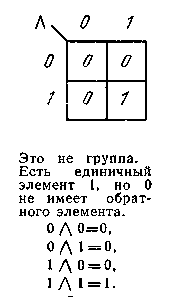 Λ 0 1
0 0 0
1 0 1
Это не группа.
Есть единичный
элемент 1, но 0
не имеет обрат-
ного элемента.
0 Λ 0=0,
0 Λ 1=0,
1 Λ 0=0,
1 Λ 1=1.